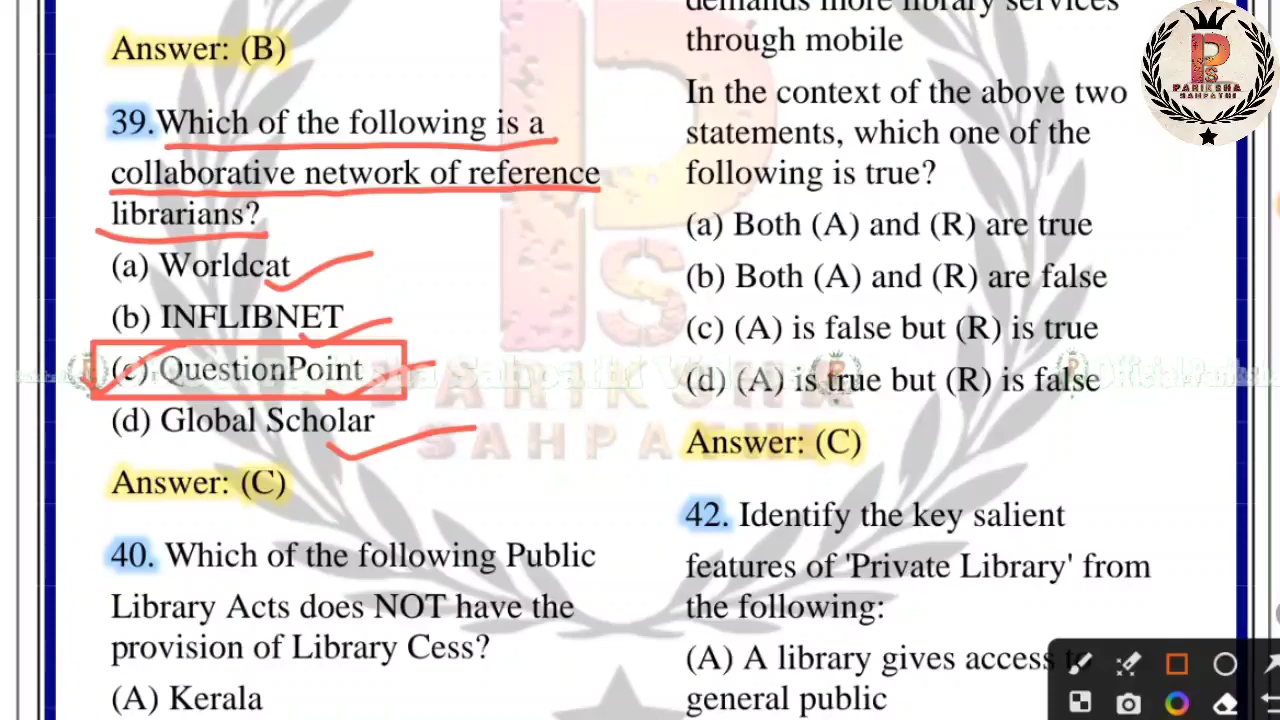 Answer: (B)
39.Which of the following is a
collaborative network of reference
librarians?
(a) Worldcat
(b) INFLIBNET
(c) QuestionPoint
(d) Global Scholar
Answer: (C)
40. Which of the following Public
Library Acts does NOT have the
provision of Library Cess?
(A) Kerala
demands more library services
through mobile
In the context of the above two
statements, which one of the
following is true?
(a) Both (A) and (R) are true
(b) Both (A) and (R) are false
(c) (A) is false but (R) is true
(d) (A) is true but (R) is false
Answer: (C)
42. Identify the key salient
features of 'Private Library' from
the following:
(A) A library gives access to
general public
PARIKSHA
SAHPATHI
PARIKSHA
SAHPATHI